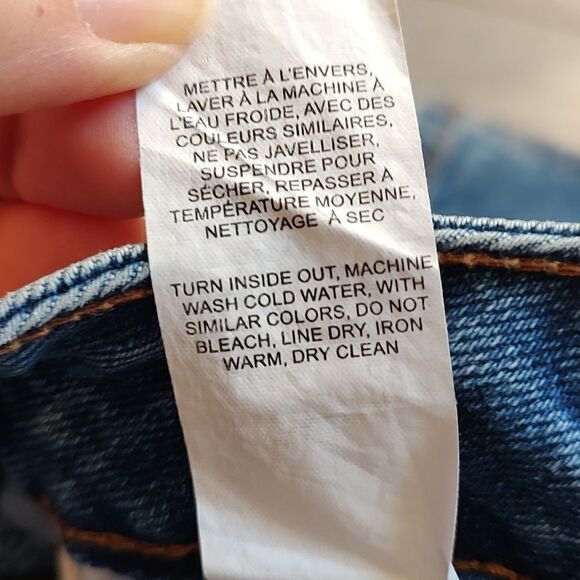 METTRE À L'ENVERS,
LAVER À LA MACHINE À
L'EAU FROIDE, AVEC DES
COULEURS SIMILAIRES,
NE PAS JAVELLISER,
SUSPENDRE POUR
SÉCHER, REPASSER À
TEMPÉRATURE MOYENNE,
NETTOYAGE À SEC
TURN INSIDE OUT, MACHINE
WASH COLD WATER, WITH
SIMILAR COLORS, DO NOT
BLEACH, LINE DRY, IRON
WARM, DRY CLEAN